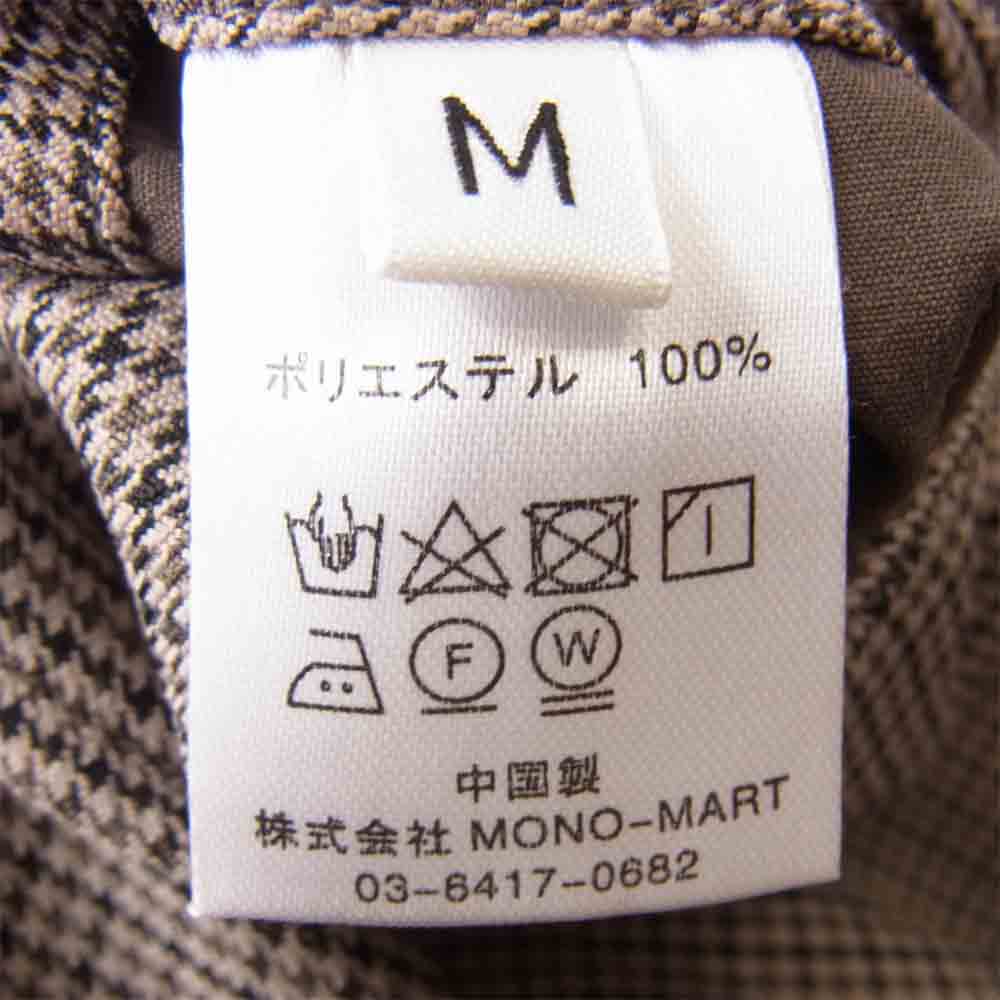 M
ポリエステル 100%
F W
中国製
株式会社 MONO-MART
03-6417-0682